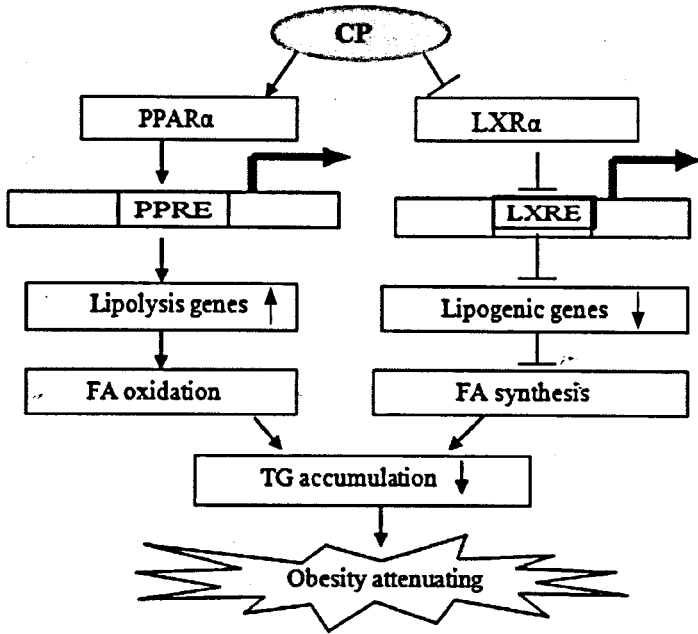 CP
PPARα
LXRα
PPRE
LXRE
Lipolysis genes ↑
Lipogenic genes ↓
FA oxidation
FA synthesis
TG accumulation ↓
Obesity attenuating